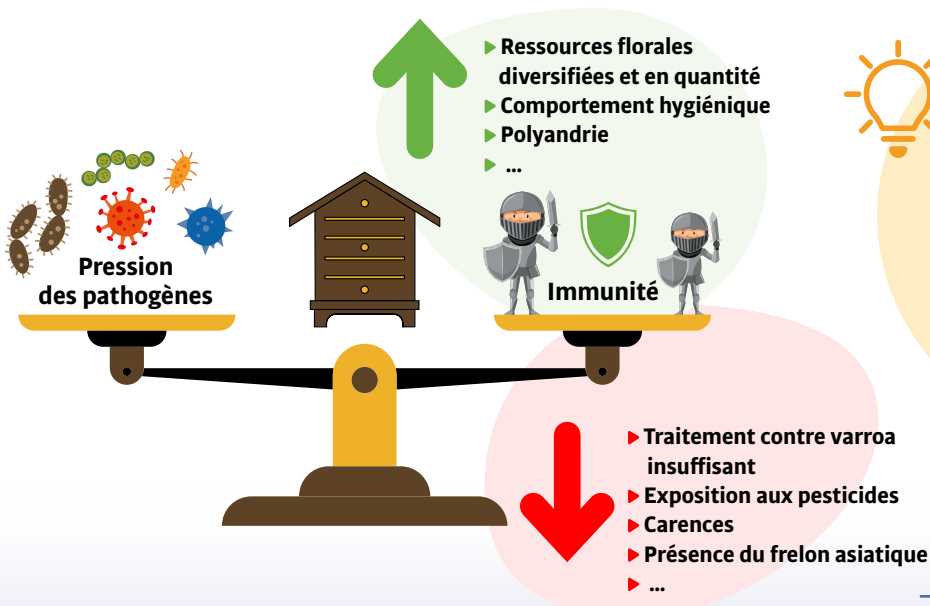 ▶ Ressources florales
diversifiées et en quantité
▶ Comportement hygiénique
▶ Polyandrie
▶ ...
Pression
des pathogènes
Immunité
▶ Traitement contre varroa
insuffisant
▶ Exposition aux pesticides
▶ Carences
▶ Présence du frelon asiatique
▶ ...